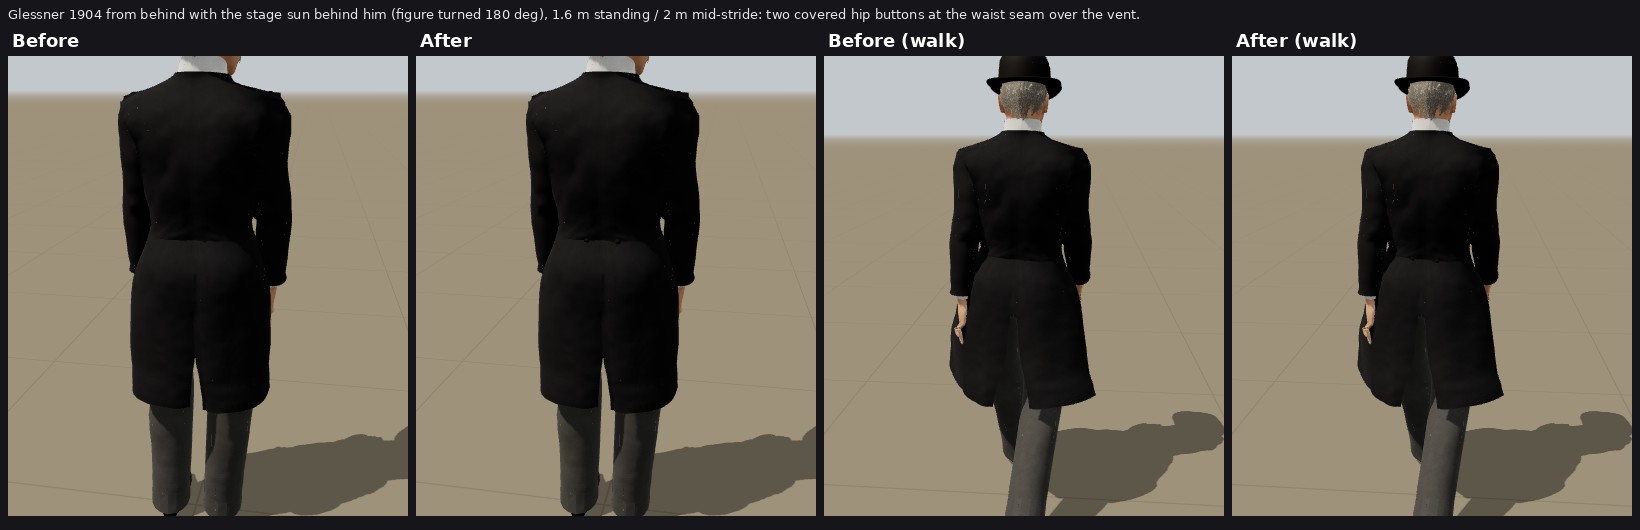 Glessner 1904 from behind with the stage sun behind him (figure turned 180 deg), 1.6 m standing / 2 m mid-stride: two covered hip buttons at the waist seam over the vent.
Before
After
Before (walk)
After (walk)